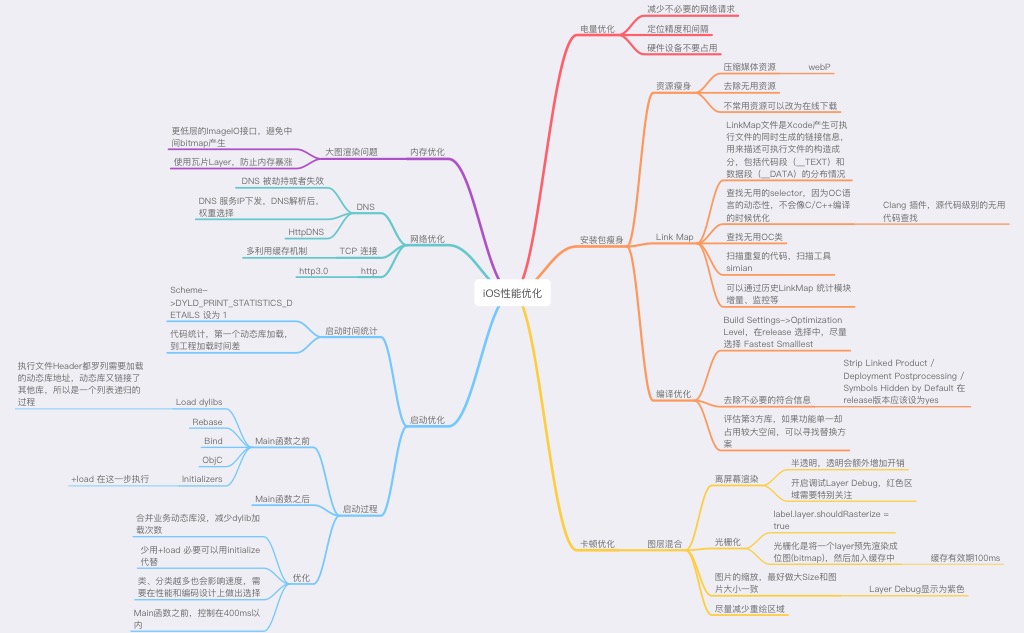 iOS性能优化
电量优化
减少不必要的网络请求
定位精度和间隔
硬件设备不要占用
安装包瘦身
资源瘦身
压缩媒体资源
webP
去除无用资源
不常用资源可以改为在线下载
Link Map
LinkMap文件是Xcode产生可执
行文件的同时生成的链接信息，
用来描述可执行文件的构造成
分，包括代码段（__TEXT）和
数据段（__DATA）的分布情况
查找无用的selector，因为OC语
言的动态性，不会像C/C++编译
的时候优化
Clang 插件，源代码级别的无用
代码查找
查找无用OC类
扫描重复的代码，扫描工具
simian
可以通过历史LinkMap 统计模块
增量、监控等
编译优化
Build Settings->Optimization
Level，在release 选择中，尽量
选择 Fastest Smalllest
去除不必要的符合信息
Strip Linked Product /
Deployment Postprocessing /
Symbols Hidden by Default 在
release版本应该设为yes
评估第3方库，如果功能单一却
占用较大空间，可以寻找替换方
案
卡顿优化
图层混合
离屏幕渲染
半透明，透明会额外增加开销
开启调试Layer Debug，红色区
域需要特别关注
光栅化
label.layer.shouldRasterize =
true
光栅化是将一个layer预先渲染成
位图(bitmap)，然后加入缓存中
缓存有效期100ms
图片的缩放，最好做大Size和图
片大小一致
Layer Debug显示为紫色
尽量减少重绘区域
内存优化
大图渲染问题
更低层的ImageIO接口，避免中
间bitmap产生
使用瓦片Layer，防止内存暴涨
网络优化
DNS
DNS 被劫持或者失效
DNS 服务IP下发，DNS解析后，
权重选择
HttpDNS
TCP 连接
多利用缓存机制
http
http3.0
启动优化
启动时间统计
Scheme--
>DYLD_PRINT_STATISTICS_D
ETAILS 设为 1
代码统计，第一个动态库加载，
到工程加载时间差
启动过程
Main函数之前
Load dylibs
执行文件Header都罗列需要加载
的动态库地址，动态库又链接了
其他库，所以是一个列表递归的
过程
Rebase
Bind
ObjC
Initializers
+load 在这一步执行
Main函数之后
优化
合并业务动态库没，减少dylib加
载次数
少用+load 必要可以用initialize
代替
类、分类越多也会影响速度，需
要在性能和编码设计上做出选择
Main函数之前，控制在400ms以
内